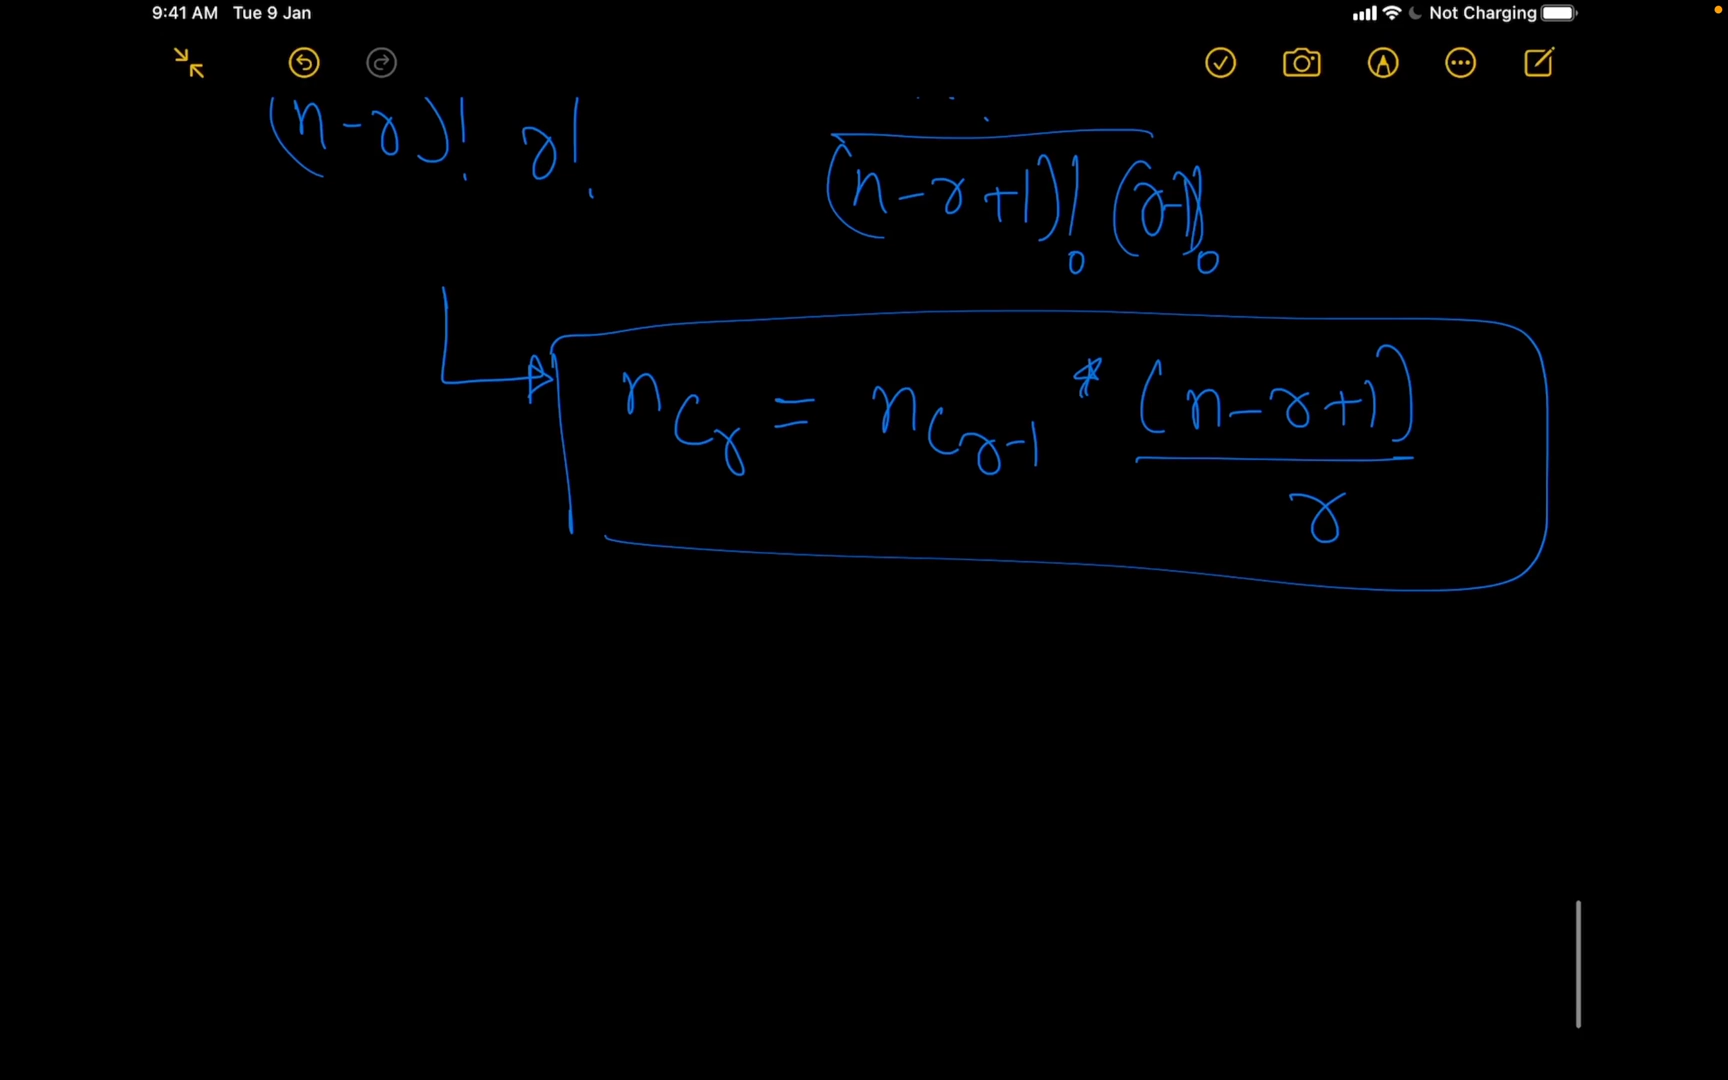 9:41 AM Tue 9 Jan Not Charging
(n-r)! r!
(n-r+1)! (r-1)!
nCr = nCr-1 * (n-r+1)
r